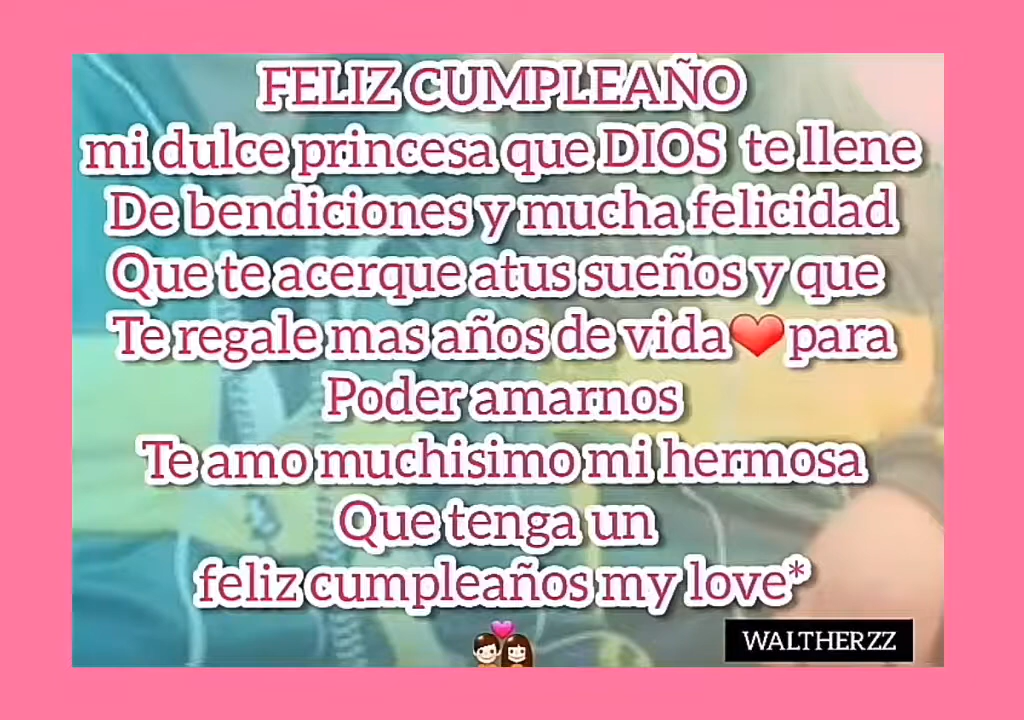 FELIZ CUMPLEAÑO
mi dulce princesa que DIOS te llene
De bendiciones y mucha felicidad
Que te acerque atus sueños y que
Te regale mas años de vida❤para
Poder amarnos
Te amo muchisimo mi hermosa
Que tenga un
feliz cumpleaños my love*
WALTHERZZ